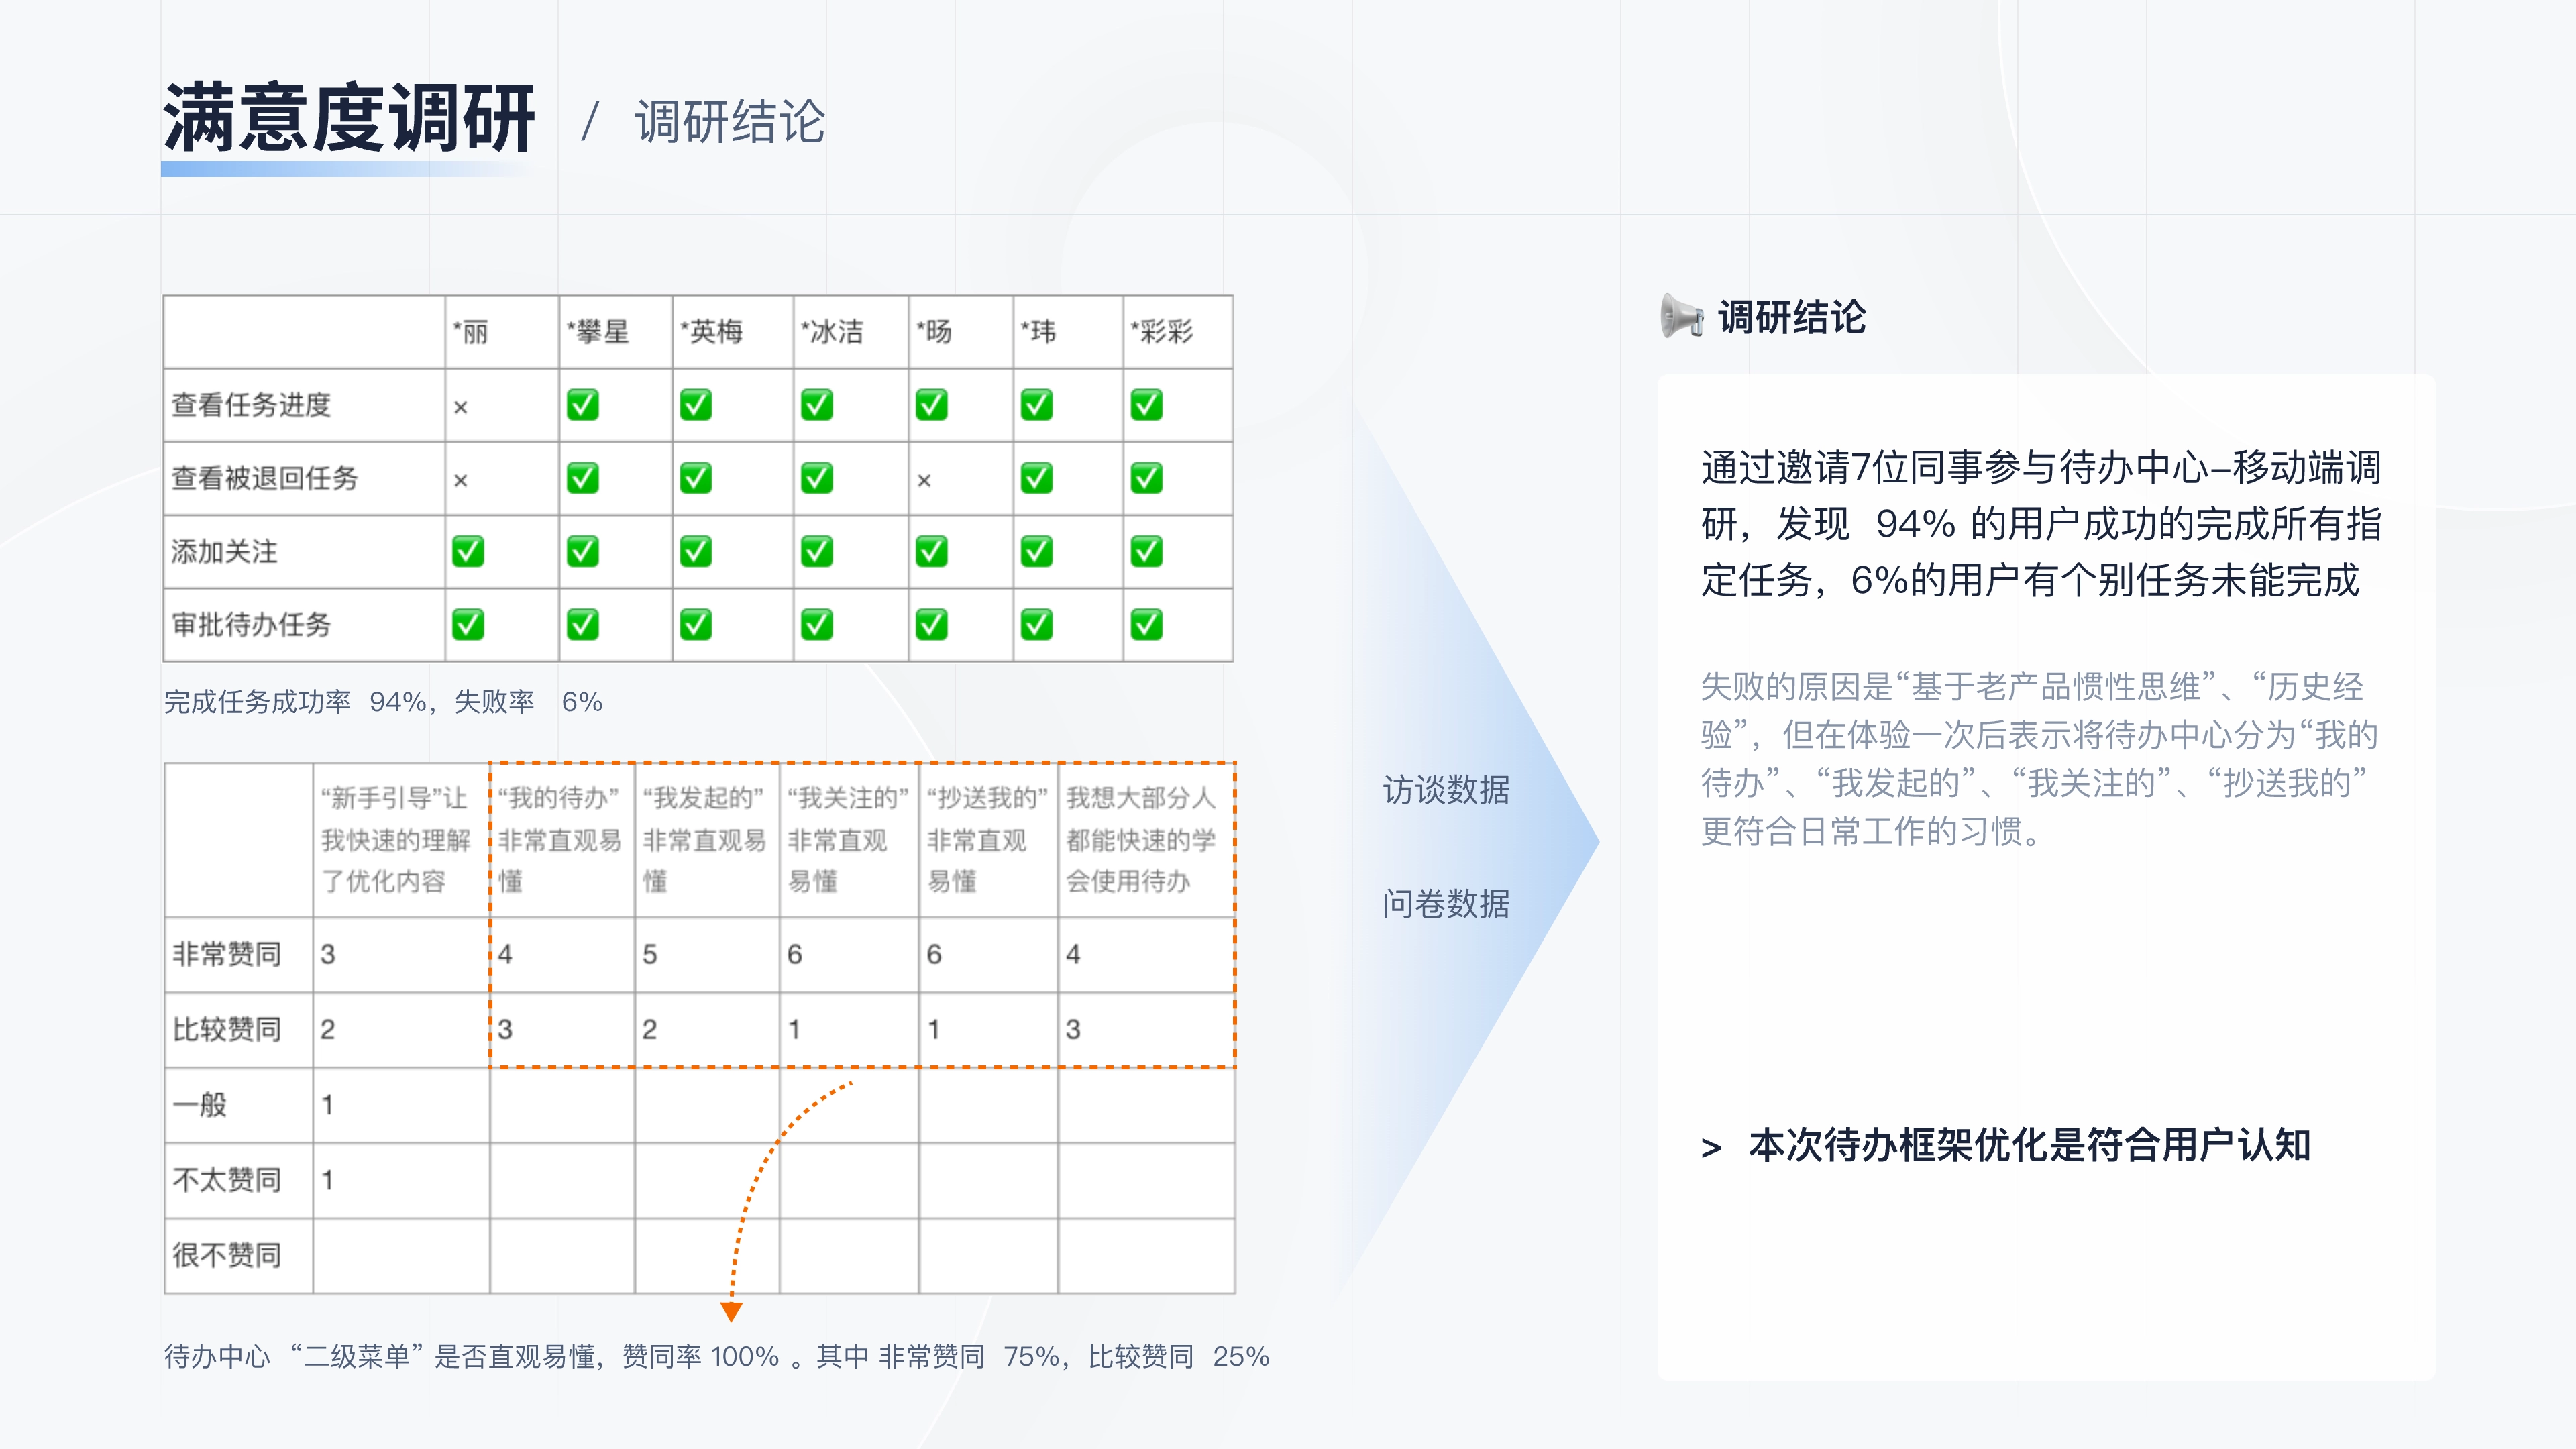 满意度调研 / 调研结论
*丽 *攀星 *英梅 *冰洁 *旸 *玮 *彩彩
查看任务进度 × ✅ ✅ ✅ ✅ ✅ ✅
查看被退回任务 × ✅ ✅ ✅ × ✅ ✅
添加关注 ✅ ✅ ✅ ✅ ✅ ✅ ✅
审批待办任务 ✅ ✅ ✅ ✅ ✅ ✅ ✅
完成任务成功率 94%，失败率 6%
“新手引导”让 “我的待办” “我发起的” “我关注的” “抄送我的” 我想大部分人
我快速的理解 非常直观易 非常直观易 非常直观 非常直观 都能快速的学
了优化内容 懂 懂 易懂 易懂 会使用待办
非常赞同 3 4 5 6 6 4
比较赞同 2 3 2 1 1 3
一般 1
不太赞同 1
很不赞同
待办中心 “二级菜单” 是否直观易懂，赞同率 100% 。其中 非常赞同 75%，比较赞同 25%
访谈数据
问卷数据
调研结论
通过邀请7位同事参与待办中心–移动端调
研，发现 94% 的用户成功的完成所有指
定任务，6%的用户有个别任务未能完成
失败的原因是“基于老产品惯性思维”、“历史经
验”，但在体验一次后表示将待办中心分为“我的
待办”、“我发起的”、“我关注的”、“抄送我的”
更符合日常工作的习惯。
> 本次待办框架优化是符合用户认知